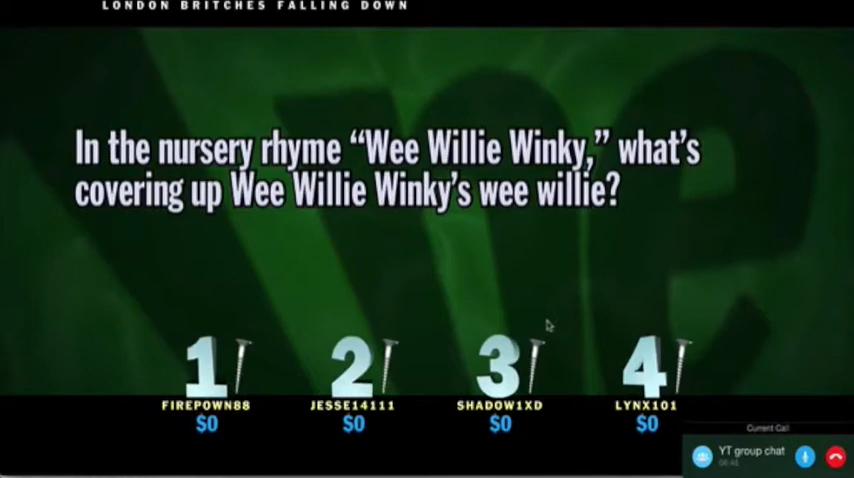 LONDON BRITCHES FALLING DOWN
In the nursery rhyme “Wee Willie Winky,” what's
covering up Wee Willie Winky's wee willie?
1 2 3 4
FIREPOWN88 JESSE14111 SHADOW1XD LYNX101
$0 $0 $0 $0
Current Call
YT group chat